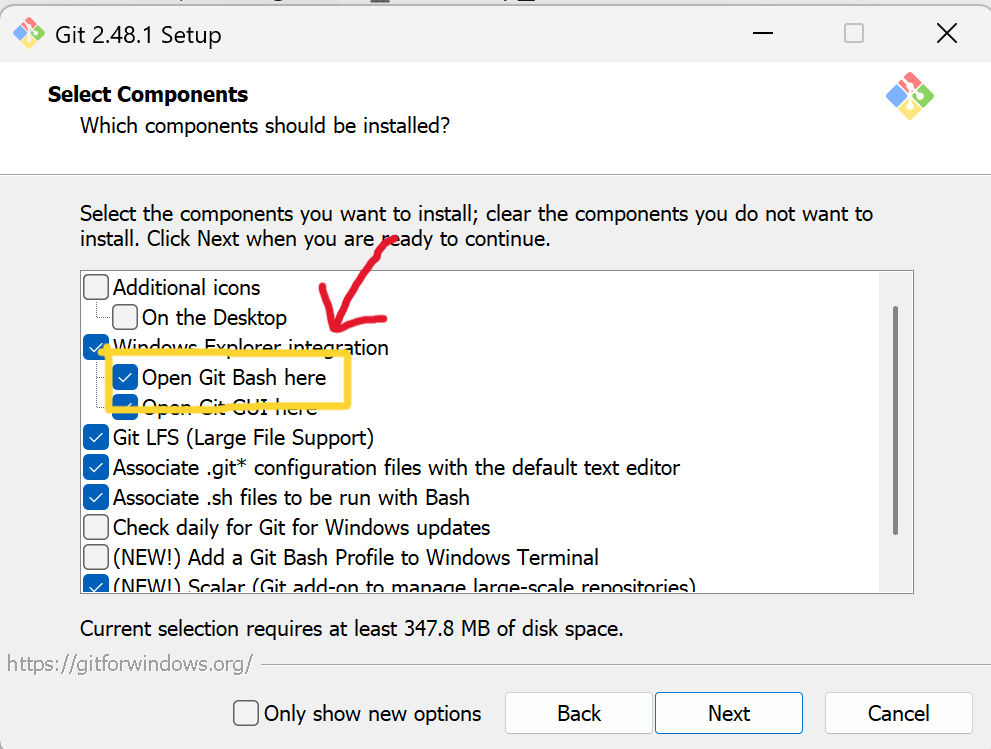 Git 2.48.1 Setup
Select Components
Which components should be installed?
Select the components you want to install; clear the components you do not want to
install. Click Next when you are ready to continue.
Additional icons
On the Desktop
Windows Explorer integration
Open Git Bash here
Open Git GUI here
Git LFS (Large File Support)
Associate .git* configuration files with the default text editor
Associate .sh files to be run with Bash
Check daily for Git for Windows updates
(NEW!) Add a Git Bash Profile to Windows Terminal
(NEW!) Scalar (Git add-on to manage large-scale repositories)
Current selection requires at least 347.8 MB of disk space.
https://gitforwindows.org/
Only show new options
Back
Next
Cancel